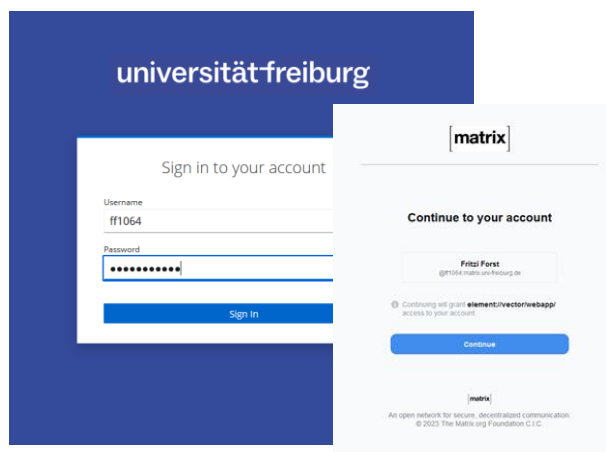 universität freiburg
Sign in to your account
Username
ff1064
Password
●●●●●●●●●●●
Sign In
[matrix]
Continue to your account
Fritzi Forst
@ff1064:matrix.uni-freiburg.de
Continuing will grant element://vector/webapp/
access to your account.
Continue
[matrix]
An open network for secure, decentralized communication.
© 2023 The Matrix.org Foundation C.I.C.